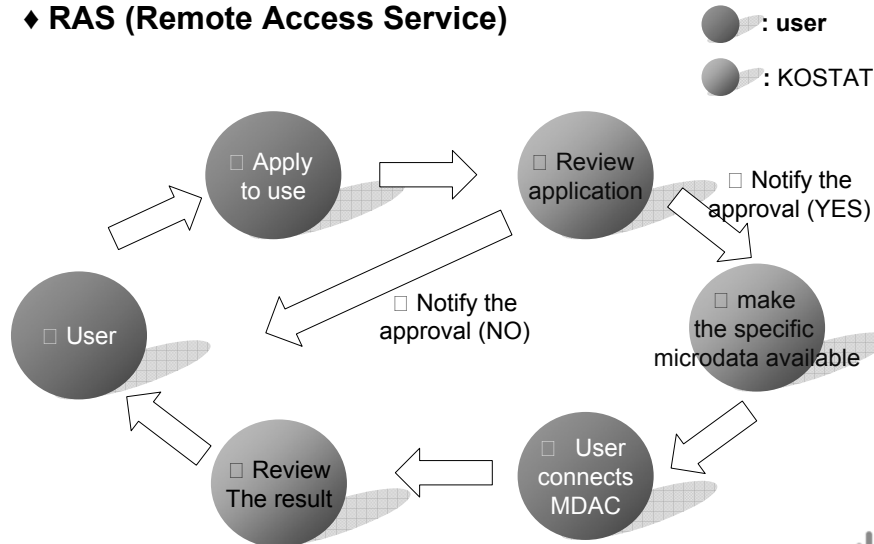 ♦ RAS (Remote Access Service)
: user
: KOSTAT
□ Apply
to use
□ Review
application
□ Notify the
approval (YES)
□ Notify the
approval (NO)
□ User
□ make
the specific
microdata available
□ User
connects
MDAC
□ Review
The result